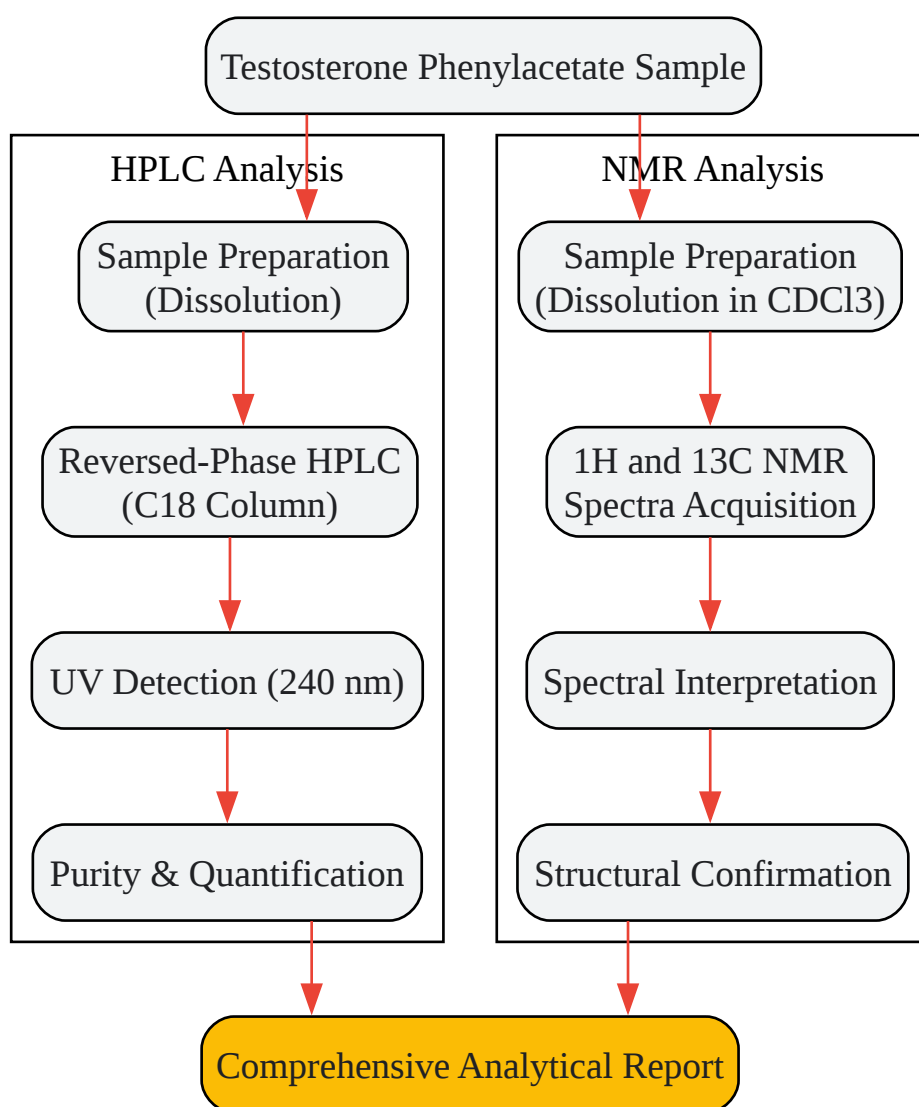 Testosterone Phenylacetate Sample
HPLC Analysis
Sample Preparation
(Dissolution)
Reversed-Phase HPLC
(C18 Column)
UV Detection (240 nm)
Purity & Quantification
NMR Analysis
Sample Preparation
(Dissolution in CDCl3)
1H and 13C NMR
Spectra Acquisition
Spectral Interpretation
Structural Confirmation
Comprehensive Analytical Report